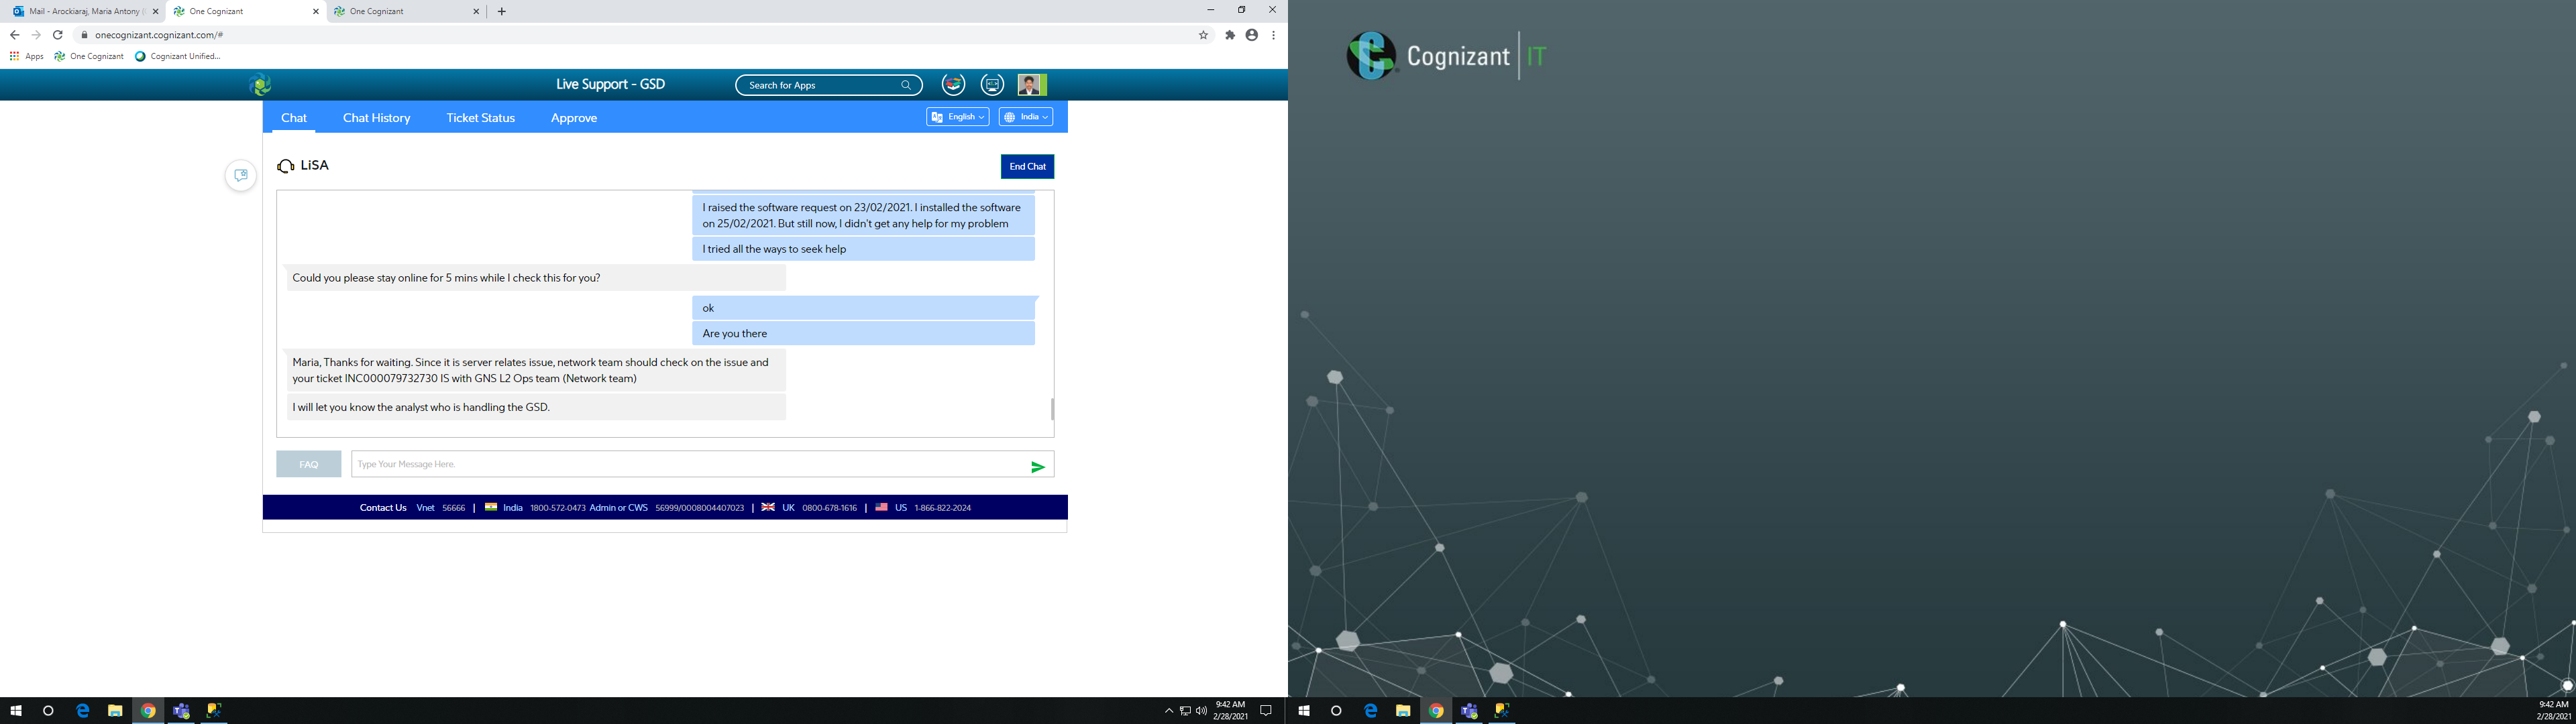 Mail - Arockiaraj, Maria Antony (
One Cognizant
One Cognizant
onecognizant.cognizant.com/#
Apps
One Cognizant
Cognizant Unified...
Live Support - GSD
Search for Apps
Chat
Chat History
Ticket Status
Approve
English
India
LiSA
End Chat
I raised the software request on 23/02/2021. I installed the software
on 25/02/2021. But still now, I didn't get any help for my problem
I tried all the ways to seek help
Could you please stay online for 5 mins while I check this for you?
ok
Are you there
Maria, Thanks for waiting. Since it is server relates issue, network team should check on the issue and
your ticket INC000079732730 IS with GNS L2 Ops team (Network team)
I will let you know the analyst who is handling the GSD.
FAQ
Type Your Message Here.
Contact Us Vnet 56666 | India 1800-572-0473 Admin or CWS 56999/0008004407023 | UK 0800-678-1616 | US 1-866-822-2024
9:42 AM
2/28/2021
Cognizant | IT
9:42 AM
2/28/2021